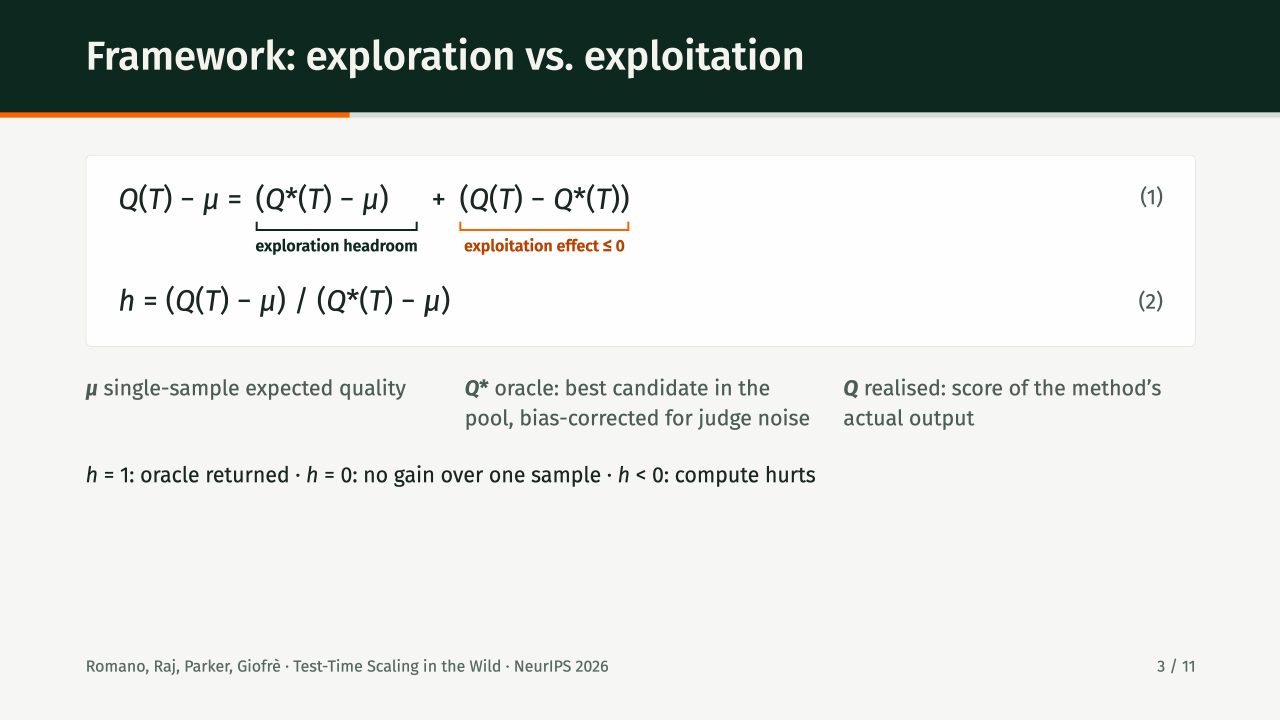 Framework: exploration vs. exploitation
Q(T) − μ = (Q*(T) − μ) + (Q(T) − Q*(T)) (1)
exploration headroom exploitation effect ≤ 0
h = (Q(T) − μ) / (Q*(T) − μ) (2)
μ single-sample expected quality
Q* oracle: best candidate in the
pool, bias-corrected for judge noise
Q realised: score of the method’s
actual output
h = 1: oracle returned · h = 0: no gain over one sample · h < 0: compute hurts
Romano, Raj, Parker, Giofrè · Test-Time Scaling in the Wild · NeurIPS 2026
3 / 11